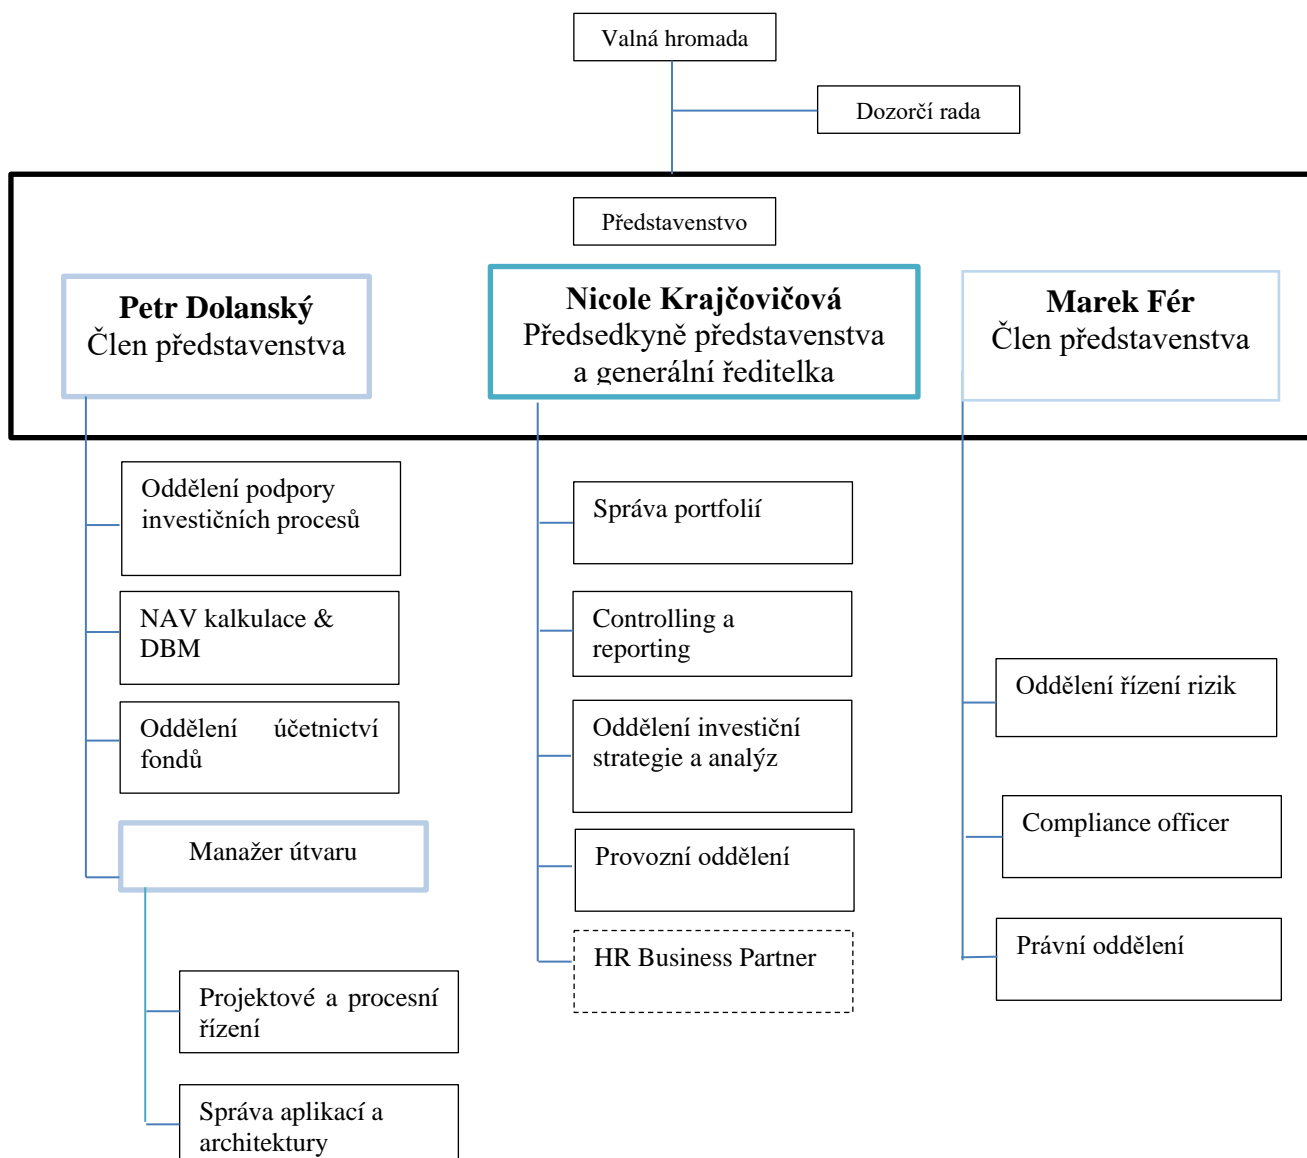 Valná hromada
Dozorčí rada
Představenstvo
Petr Dolanský
Člen představenstva
Nicole Krajčovičová
Předsedkyně představenstva
a generální ředitelka
Marek Fér
Člen představenstva
Oddělení podpory
investičních procesů
NAV kalkulace &
DBM
Oddělení účetnictví
fondů
Manažer útvaru
Projektové a procesní
řízení
Správa aplikací a
architektury
Správa portfolií
Controlling a
reporting
Oddělení investiční
strategie a analýz
Provozní oddělení
HR Business Partner
Oddělení řízení rizik
Compliance officer
Právní oddělení